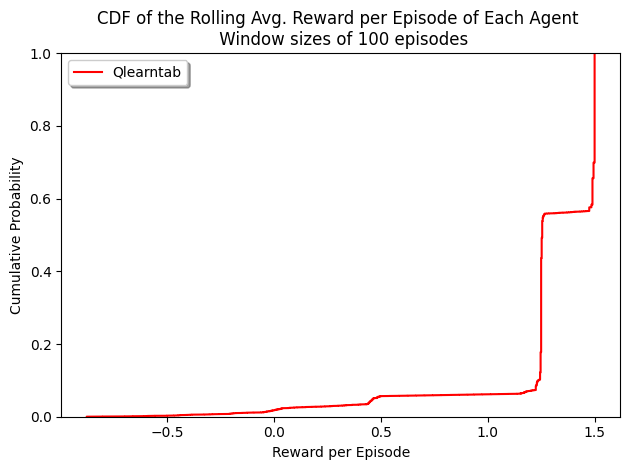 CDF of the Rolling Avg. Reward per Episode of Each Agent
Window sizes of 100 episodes
Qlearntab
1.0
0.8
0.6
0.4
0.2
0.0
Cumulative Probability
−0.5
0.0
0.5
1.0
1.5
Reward per Episode